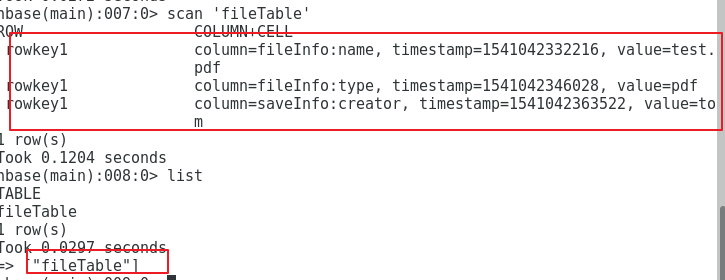 hbase(main):007:0> scan 'fileTable'
ROW COLUMN+CELL
rowkey1 column=fileInfo:name, timestamp=1541042332216, value=test.
pdf
rowkey1 column=fileInfo:type, timestamp=1541042346028, value=pdf
rowkey1 column=saveInfo:creator, timestamp=1541042363522, value=to
m
1 row(s)
Took 0.1204 seconds
hbase(main):008:0> list
TABLE
fileTable
1 row(s)
Took 0.0297 seconds
=> ["fileTable"]